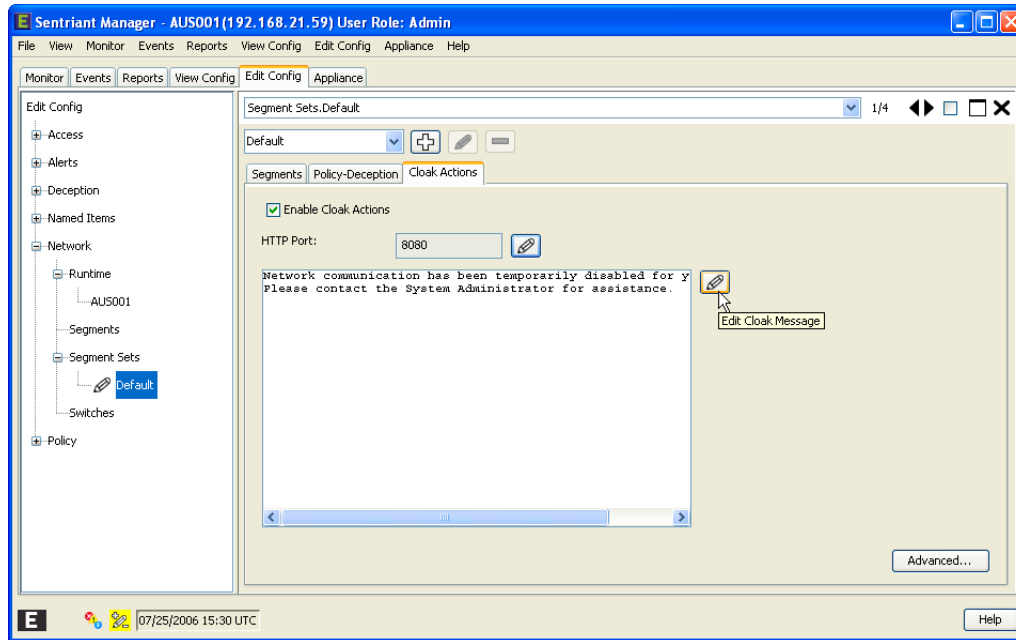 E Sentriant Manager - AUS001(192.168.21.59) User Role: Admin
File View Monitor Events Reports View Config Edit Config Appliance Help
Monitor Events Reports View Config Edit Config Appliance
Edit Config
Access
Alerts
Deception
Named Items
Network
Runtime
AUS001
Segments
Segment Sets
Default
Switches
Policy
Segment Sets.Default
1/4
Default
Segments Policy-Deception Cloak Actions
Enable Cloak Actions
HTTP Port: 8080
Network communication has been temporarily disabled for y
Please contact the System Administrator for assistance.
Edit Cloak Message
Advanced...
E 07/25/2006 15:30 UTC Help